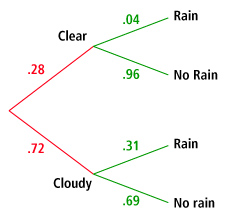 .04 Rain
Clear
.28
.96 No Rain
.72
.31 Rain
Cloudy
.69 No rain